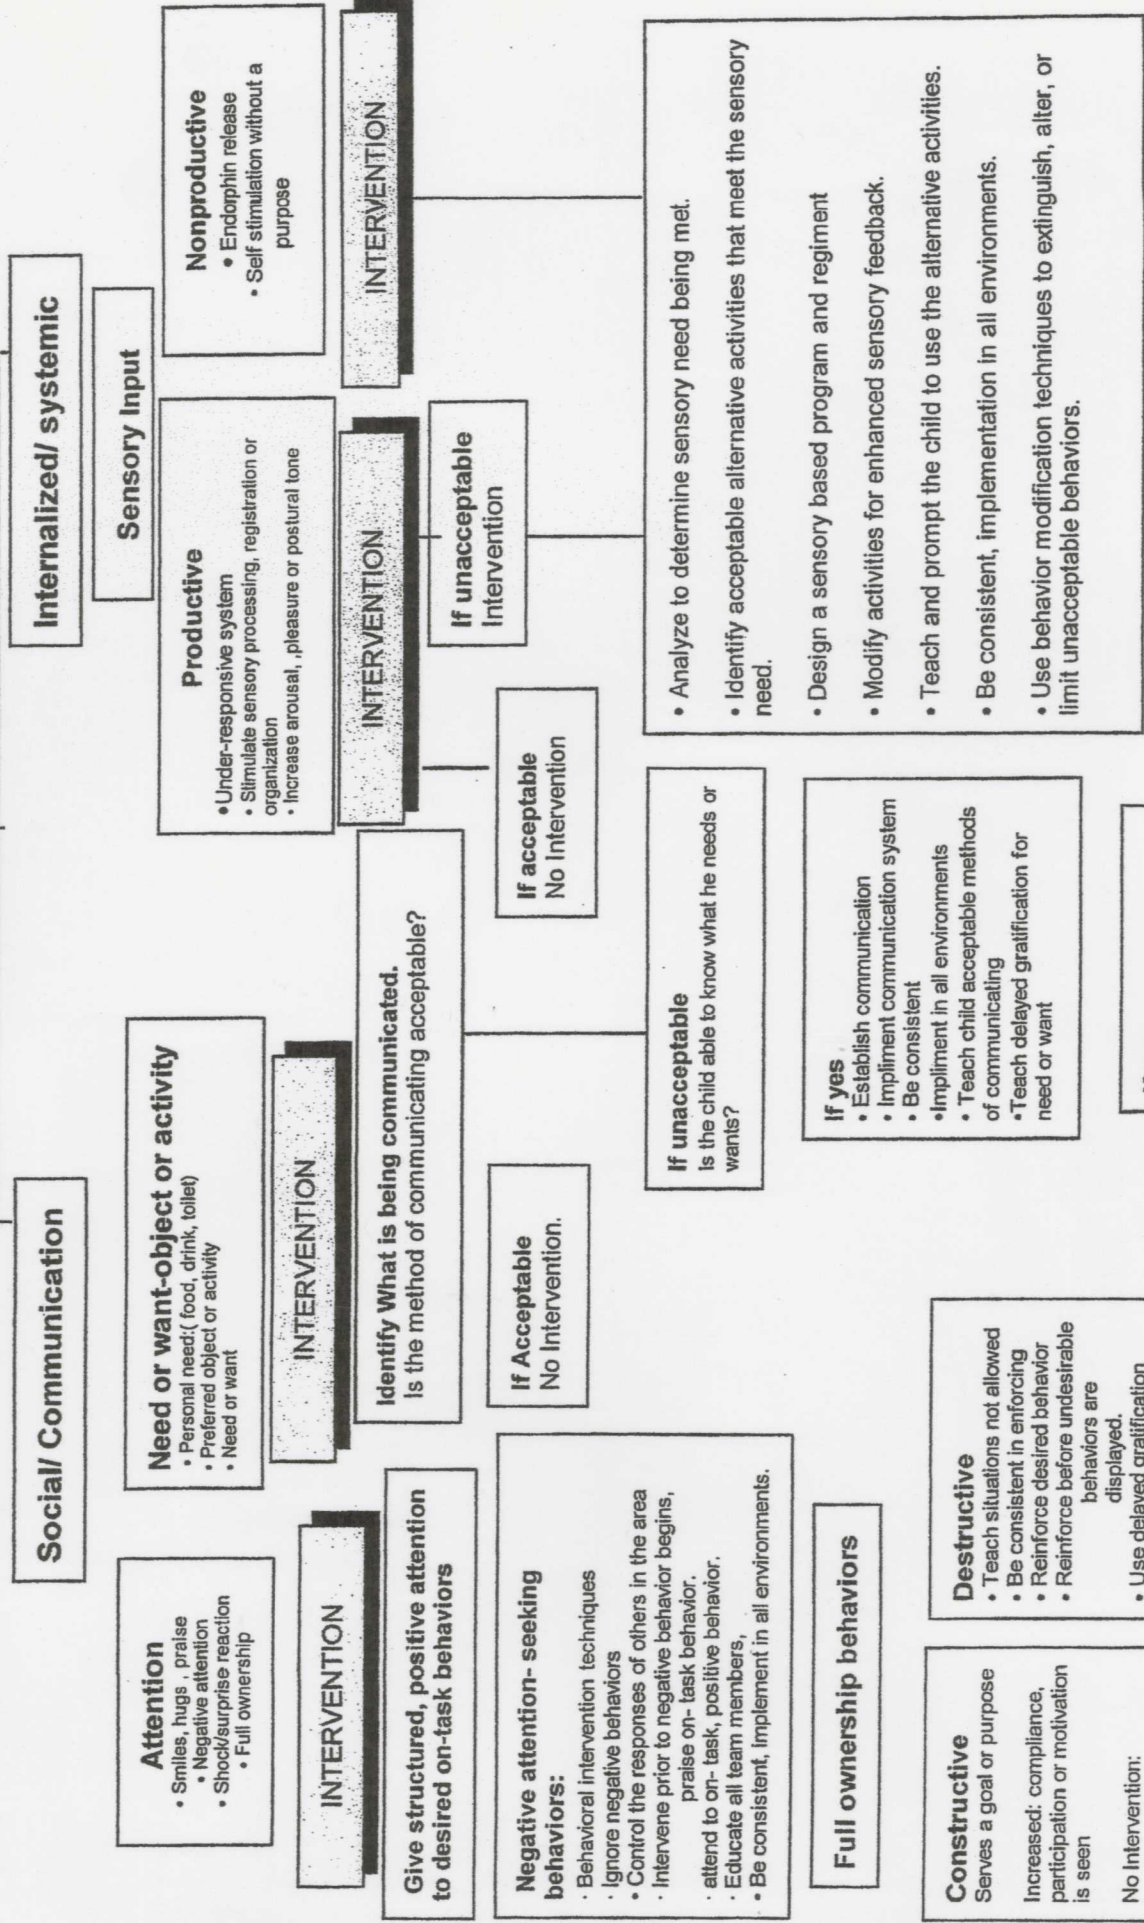 Social/ Communication
Internalized/ systemic
Sensory Input
Attention
• Smiles, hugs , praise
• Negative attention
• Shock/surprise reaction
• Full ownership
Need or want-object or activity
• Personal need:( food, drink, toilet)
• Preferred object or activity
• Need or want
Productive
•Under-responsive system
• Stimulate sensory processing, registration or
organization
• Increase arousal, ,pleasure or postural tone
Nonproductive
• Endorphin release
• Self stimulation without a
purpose
INTERVENTION
INTERVENTION
INTERVENTION
INTERVENTION
Give structured, positive attention
to desired on-task behaviors
Identify What is being communicated.
Is the method of communicating acceptable?
If unacceptable
Intervention
Negative attention- seeking
behaviors:
· Behavioral intervention techniques
· Ignore negative behaviors
• Control the responses of others in the area
· Intervene prior to negative behavior begins,
praise on- task behavior.
· attend to on- task, positive behavior.
· Educate all team members,
• Be consistent, Implement in all environments.
If Acceptable
No Intervention.
If acceptable
No Intervention
If unacceptable
Is the child able to know what he needs or
wants?
• Analyze to determine sensory need being met.
• Identify acceptable alternative activities that meet the sensory
need.
• Design a sensory based program and regiment
• Modify activities for enhanced sensory feedback.
• Teach and prompt the child to use the alternative activities.
• Be consistent, implementation in all environments.
• Use behavior modification techniques to extinguish, alter, or
limit unacceptable behaviors.
If yes
• Establish communication
• Impliment communication system
• Be consistent
•Impliment in all environments
• Teach child acceptable methods
of communicating
•Teach delayed gratification for
need or want
Full ownership behaviors
Constructive
Serves a goal or purpose
Increased: compliance,
participation or motivation
is seen
No Intervention:
Destructive
• Teach situations not allowed
• Be consistent in enforcing
• Reinforce desired behavior
• Reinforce before undesirable
behaviors are
displayed.
• Use delayed gratification